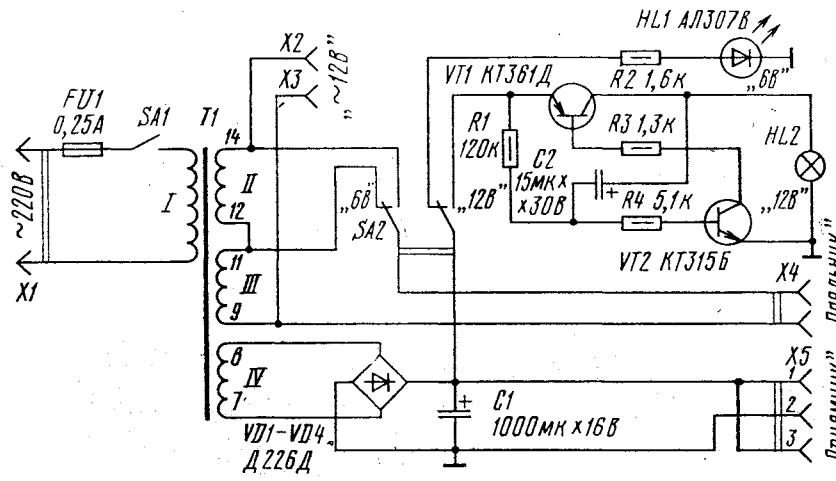 HL1 АЛ307В
X2
X3
„~12В”
VT1 КТ361Д
R2 1,6к
„6В”
FU1
0,25А
SA1
T1
14
R1
120к
R3 1,3к
HL2
~220В
I
II
12
„6В”
SA2
„12В”
C2
15мк×
×30В
+
R4 5,1к
„12В”
11
III
9
VT2 КТ315Б
X4
„Паяльник”
X1
8
IV
7
X5
1
2
3
VD1–VD4
Д226Д
+
C1
1000мк×16В